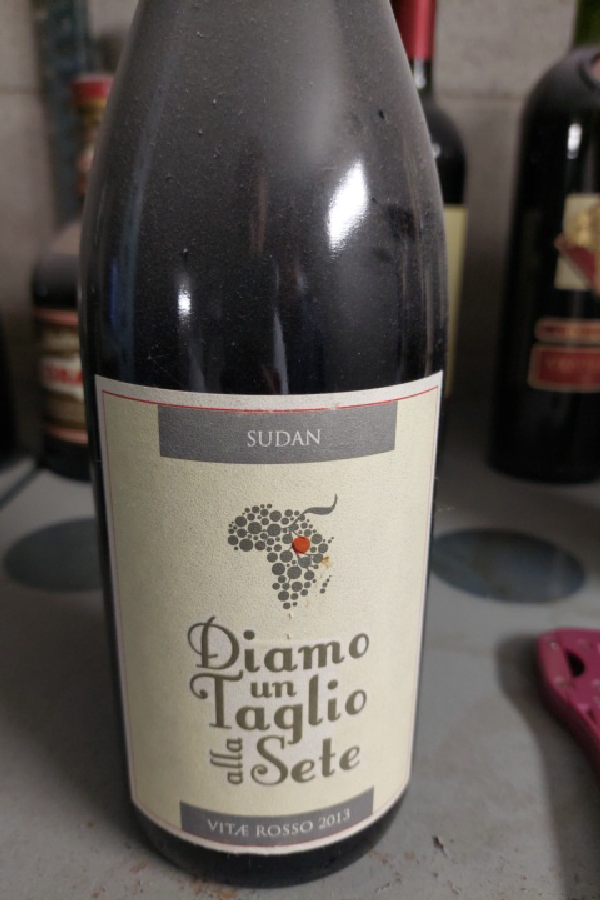 SUDAN
Diamo
un
Taglio
alla Sete
VITÆ ROSSO 2013